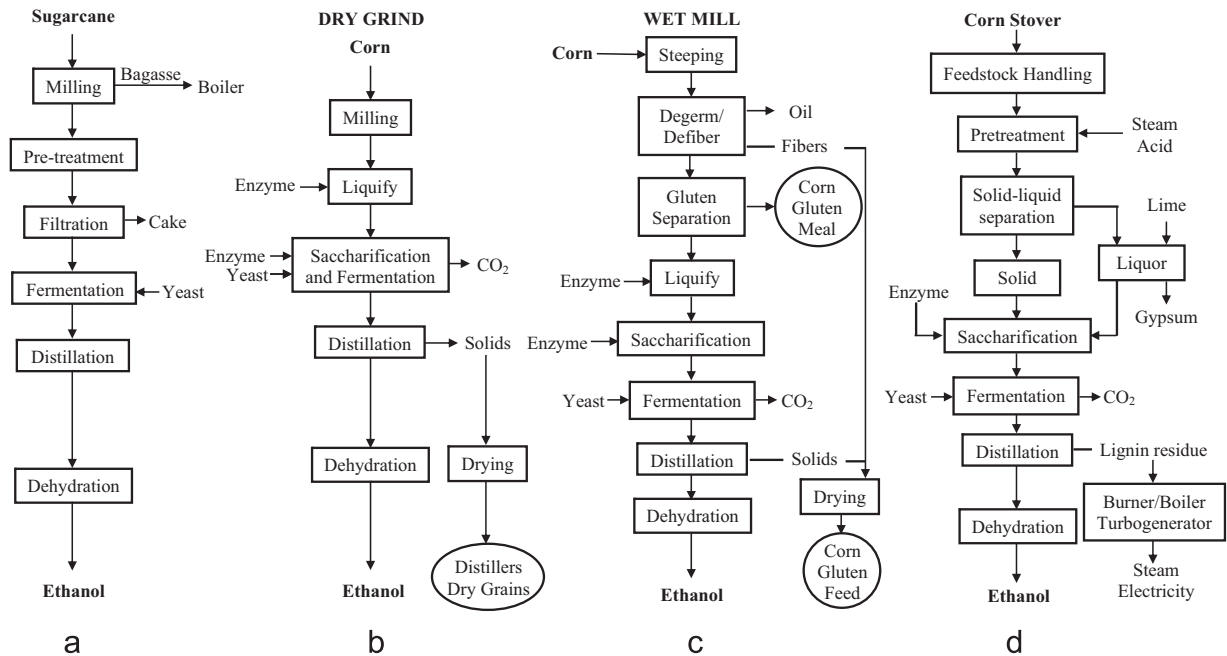 Sugarcane
Milling
Bagasse
Boiler
Pre-treatment
Filtration
Cake
Fermentation
Yeast
Distillation
Dehydration
Ethanol
a
DRY GRIND
Corn
Milling
Enzyme
Liquify
Enzyme
Yeast
Saccharification
and Fermentation
CO₂
Distillation
Solids
Dehydration
Drying
Ethanol
Distillers
Dry Grains
b
WET MILL
Corn
Steeping
Degerm/
Defiber
Oil
Fibers
Gluten
Separation
Corn
Gluten
Meal
Enzyme
Liquify
Enzyme
Saccharification
Yeast
Fermentation
CO₂
Distillation
Solids
Drying
Dehydration
Corn
Gluten
Feed
Ethanol
c
Corn Stover
Feedstock Handling
Pretreatment
Steam
Acid
Solid-liquid
separation
Lime
Liquor
Solid
Gypsum
Enzyme
Saccharification
Yeast
Fermentation
CO₂
Distillation
Lignin residue
Burner/Boiler
Turbogenerator
Dehydration
Steam
Electricity
Ethanol
d